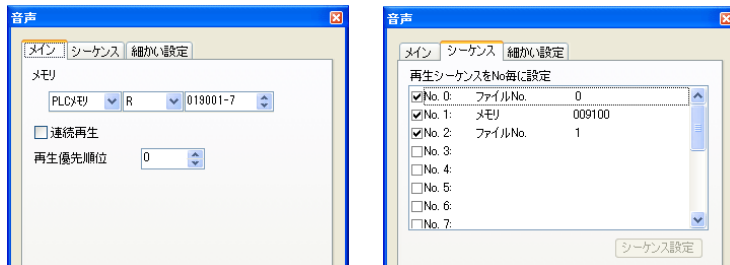 音声
メイン シーケンス 細かい設定
メモリ
PLCメモリ R 019001-7
連続再生
再生優先順位 0
音声
メイン シーケンス 細かい設定
再生シーケンスをNo毎に設定
No. 0: ファイルNo. 0
No. 1: メモリ 009100
No. 2: ファイルNo. 1
No. 3:
No. 4:
No. 5:
No. 6:
No. 7:
シーケンス設定